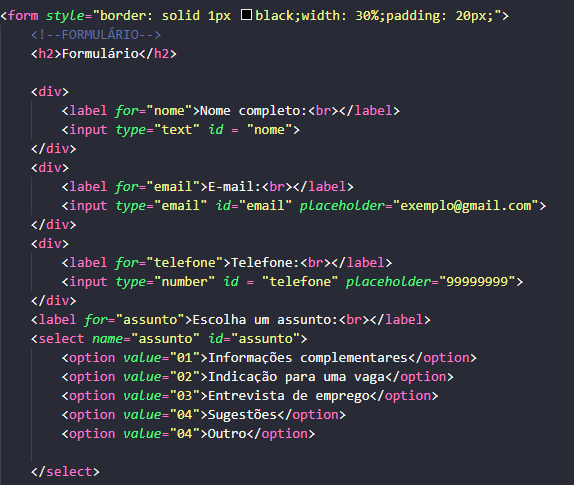 <form style="border: solid 1px black;width: 30%;padding: 20px;">
<!--FORMULÁRIO-->
<h2>Formulário</h2>
<div>
<label for="nome">Nome completo:<br></label>
<input type="text" id = "nome">
</div>
<div>
<label for="email">E-mail:<br></label>
<input type="email" id="email" placeholder="exemplo@gmail.com">
</div>
<div>
<label for="telefone">Telefone:<br></label>
<input type="number" id = "telefone" placeholder="99999999">
</div>
<label for="assunto">Escolha um assunto:<br></label>
<select name="assunto" id="assunto">
<option value="01">Informações complementares</option>
<option value="02">Indicação para uma vaga</option>
<option value="03">Entrevista de emprego</option>
<option value="04">Sugestões</option>
<option value="04">Outro</option>
</select>